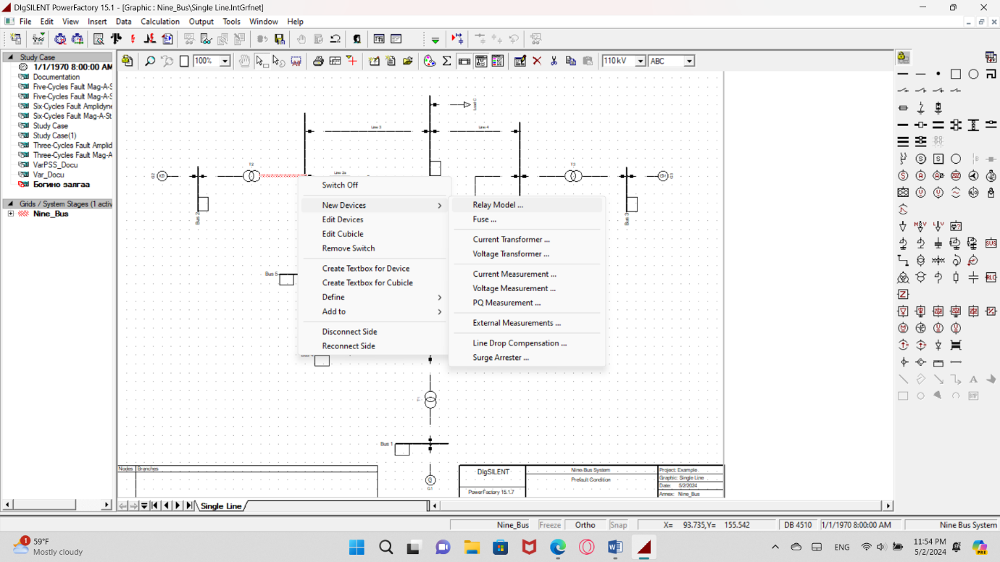 DIgSILENT PowerFactory 15.1 - [Graphic : Nine_Bus\Single Line.IntGrfnet]
File Edit View Insert Data Calculation Output Tools Window Help
Study Case
1/1/1970 8:00:00 AM
Documentation
Five-Cycles Fault Mag-A-S
Five-Cycles Fault Mag-A-S
Six-Cycles Fault Amplidyne
Six-Cycles Fault Mag-A-St
Study Case
Study Case(1)
Three-Cycles Fault Amplid
Three-Cycles Fault Mag-A
VarPSS_Docu
Var_Docu
Богино залгаа
Grids / System Stages (1 activ
Nine_Bus
100%
110 kV
ABC
Load C
Line 3
Line 4
T2
G2
Line 2a
T3
G3
Bus 2
Bus 3
Switch Off
New Devices
Edit Devices
Edit Cubicle
Remove Switch
Create Textbox for Device
Create Textbox for Cubicle
Define
Add to
Disconnect Side
Reconnect Side
Relay Model ...
Fuse ...
Current Transformer ...
Voltage Transformer ...
Current Measurement ...
Voltage Measurement ...
PQ Measurement ...
External Measurements ...
Line Drop Compensation ...
Surge Arrester ...
Bus 5
T1
Bus 1
G
G1
Nodes Branches
DIgSILENT
PowerFactory 15.1.7
Nine-Bus System
Prefault Condition
Project: Example
Graphic: Single Line
Date: 5/2/2024
Annex: Nine_Bus
Single Line
Nine_Bus Freeze Ortho Snap X= 93.735,Y= 155.542 DB 4510 1/1/1970 8:00:00 AM Nine Bus System
1
59°F
Mostly cloudy
ENG
11:54 PM
5/2/2024